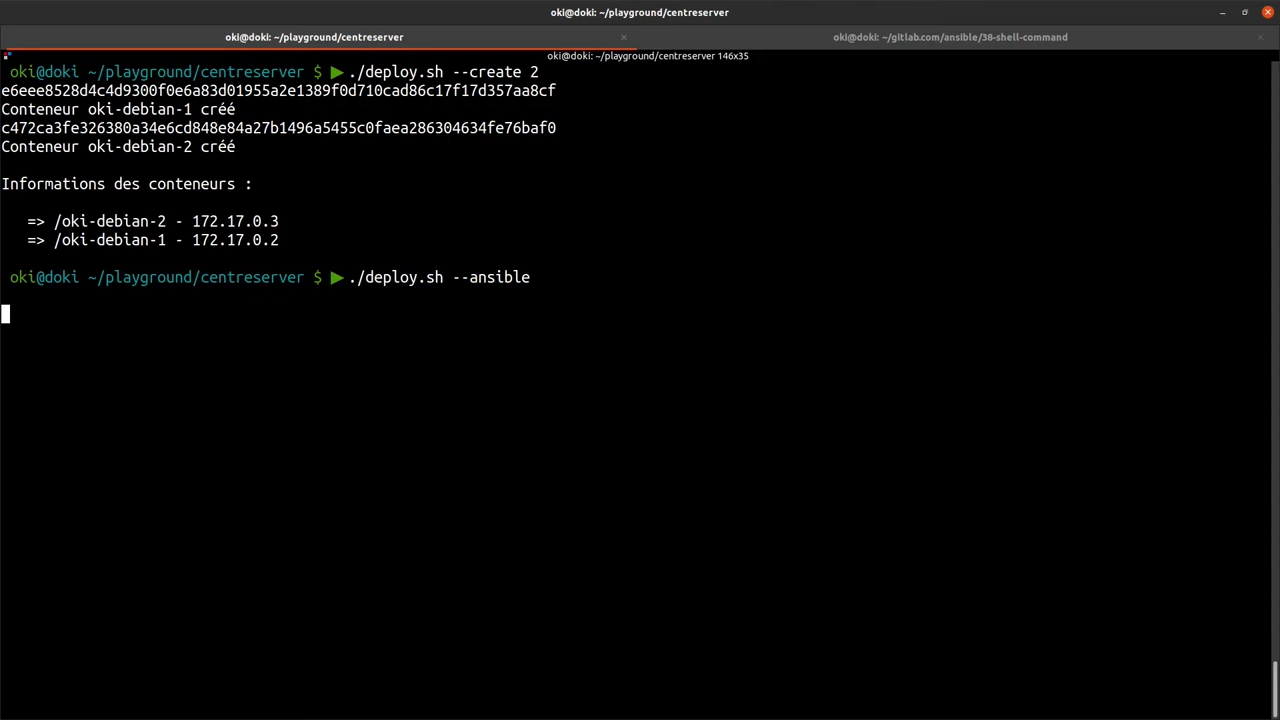 oki@doki: ~/playground/centreserver
oki@doki: ~/playground/centreserver
oki@doki: ~/gitlab.com/ansible/38-shell-command
oki@doki: ~/playground/centreserver 146x35
oki@doki ~/playground/centreserver $ ▶./deploy.sh --create 2
e6eee8528d4c4d9300f0e6a83d01955a2e1389f0d710cad86c17f17d357aa8cf
Conteneur oki-debian-1 créé
c472ca3fe326380a34e6cd848e84a27b1496a5455c0faea286304634fe76baf0
Conteneur oki-debian-2 créé
Informations des conteneurs :
=> /oki-debian-2 - 172.17.0.3
=> /oki-debian-1 - 172.17.0.2
oki@doki ~/playground/centreserver $ ▶./deploy.sh --ansible